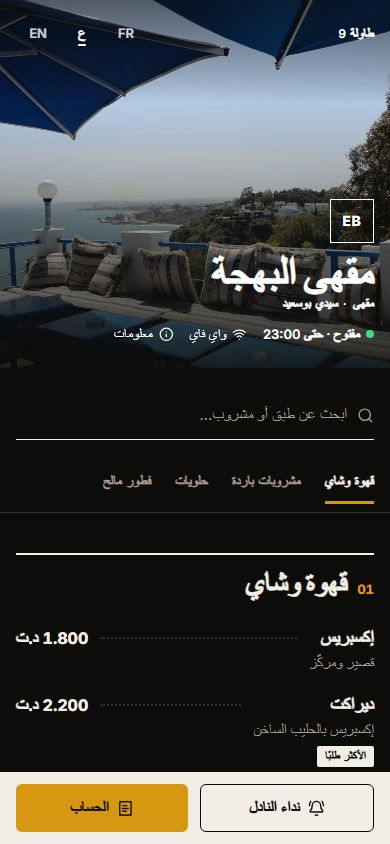 طاولة 9
FR
ع
EN
EB
مقهى البهجة
مقهى · سيدي بوسعيد
مفتوح · حتى 23:00
واي فاي
معلومات
ابحث عن طبق أو مشروب...
قهوة وشاي
مشروبات باردة
حلويات
فطور مالح
01 قهوة وشاي
إكسبريس 1.800 د.ت
قصير ومركّز
ديراكت 2.200 د.ت
إكسبريس بالحليب الساخن
الأكثر طلبًا
نداء النادل
الحساب